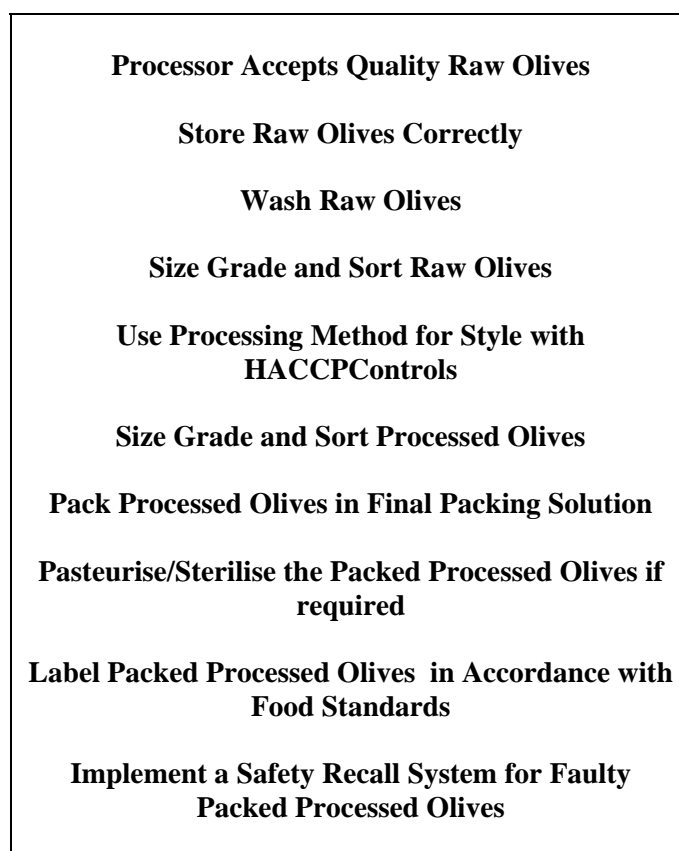 Processor Accepts Quality Raw Olives
Store Raw Olives Correctly
Wash Raw Olives
Size Grade and Sort Raw Olives
Use Processing Method for Style with
HACCPControls
Size Grade and Sort Processed Olives
Pack Processed Olives in Final Packing Solution
Pasteurise/Sterilise the Packed Processed Olives if
required
Label Packed Processed Olives  in Accordance with
Food Standards
Implement a Safety Recall System for Faulty
Packed Processed Olives